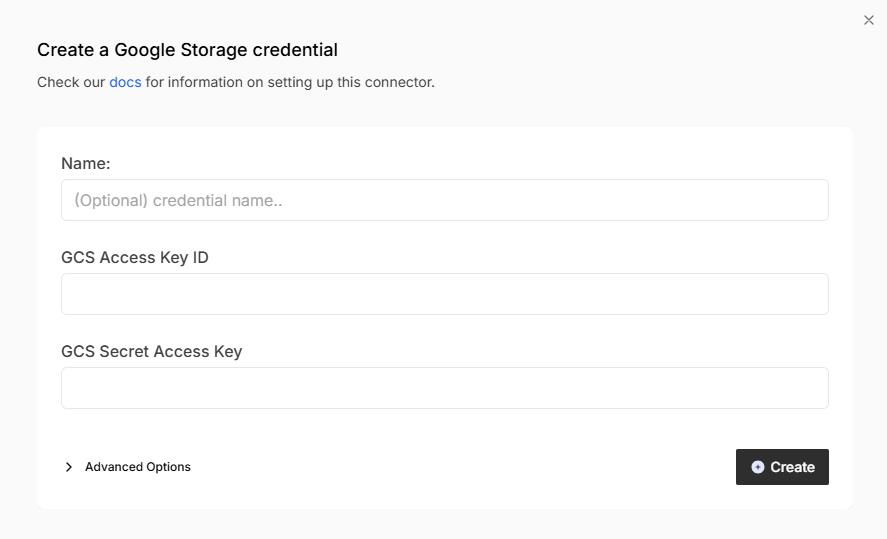 Create a Google Storage credential
Check our docs for information on setting up this connector.
Name:
(Optional) credential name..
GCS Access Key ID
GCS Secret Access Key
Advanced Options
Create